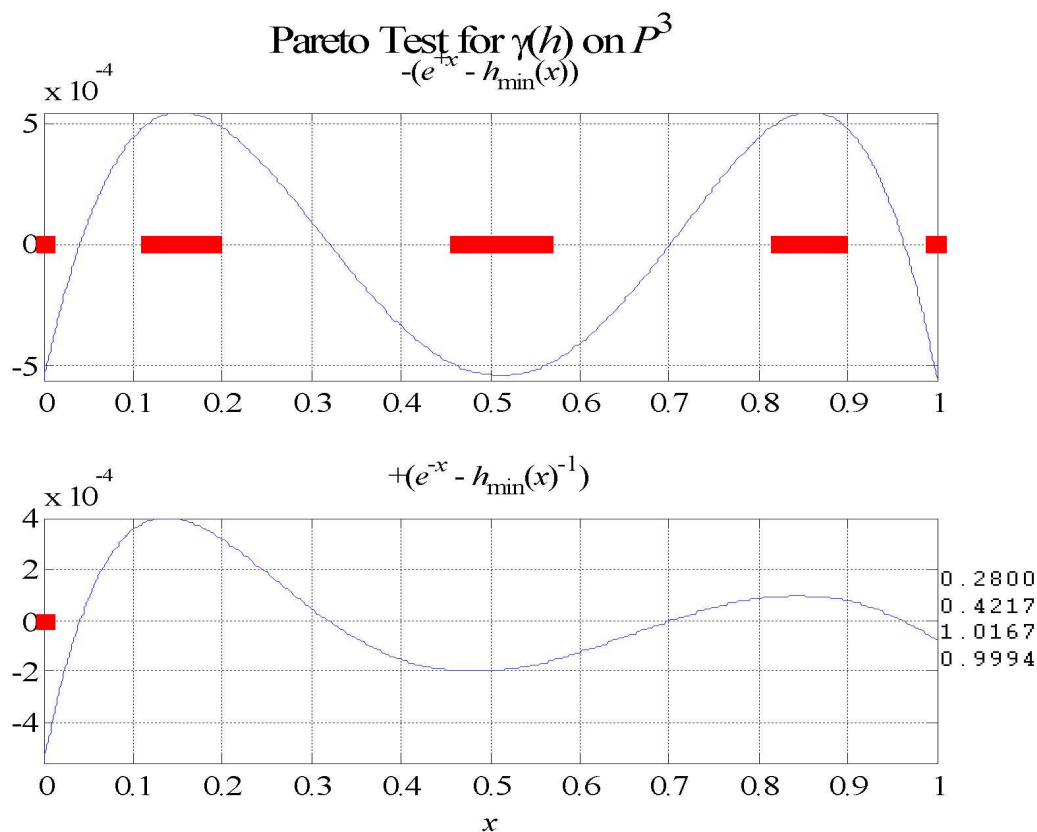 Pareto Test for γ(h) on P³
-(e⁺ˣ - hₘᵢₙ(x))
x 10⁻⁴
5
0
-5
0 0.1 0.2 0.3 0.4 0.5 0.6 0.7 0.8 0.9 1
+(e⁻ˣ - hₘᵢₙ(x)⁻¹)
x 10⁻⁴
4
2
0
-2
-4
0.2800
0.4217
1.0167
0.9994
0 0.1 0.2 0.3 0.4 0.5 0.6 0.7 0.8 0.9 1
x